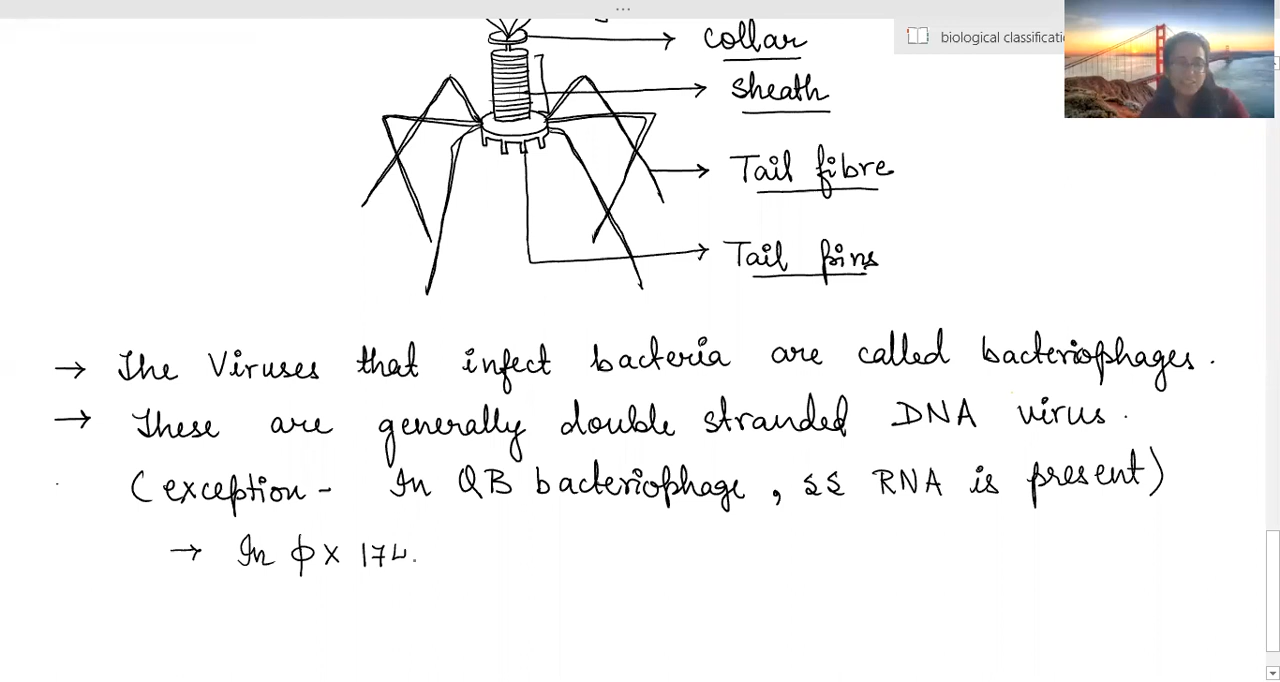 ...
collar
biological classificatio
sheath
Tail fibre
Tail pins
→ The Viruses that infect bacteria are called bacteriophages.
→ These are generally double stranded DNA virus.
(exception - In QB bacteriophage, ss RNA is present)
→ In ϕ X 174.